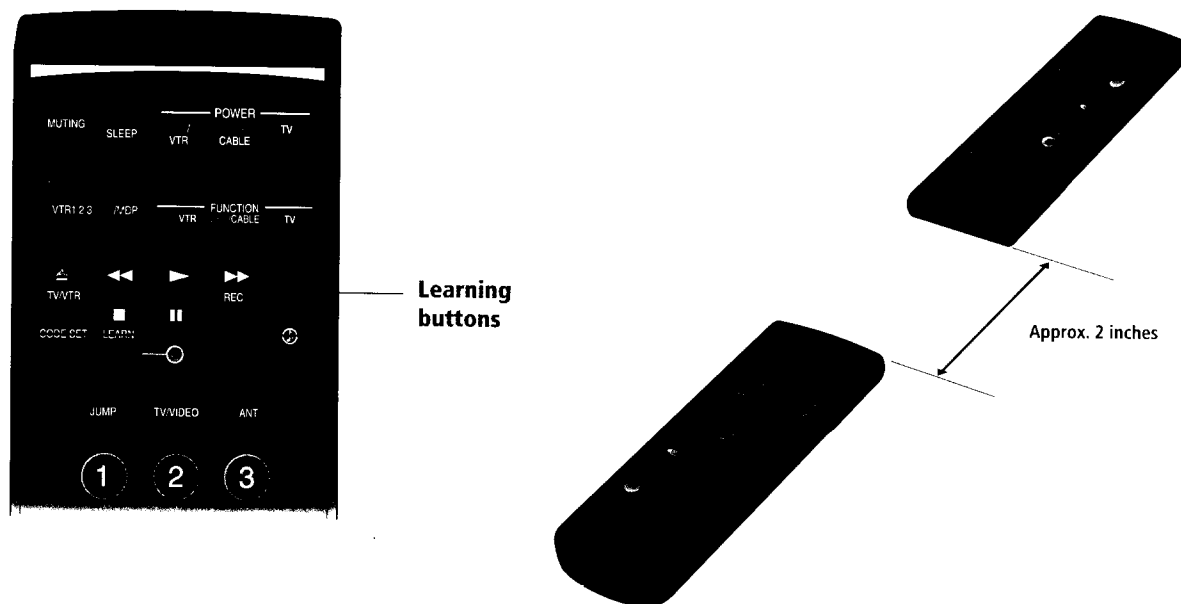 POWER
MUTING
SLEEP
VTR
CABLE
TV
VTR1 2 3
/MDP
FUNCTION
VTR
CABLE
TV
TV/VTR
REC
CODE SET
LEARN
JUMP
TV/VIDEO
ANT
1
2
3
Learning
buttons
Approx. 2 inches